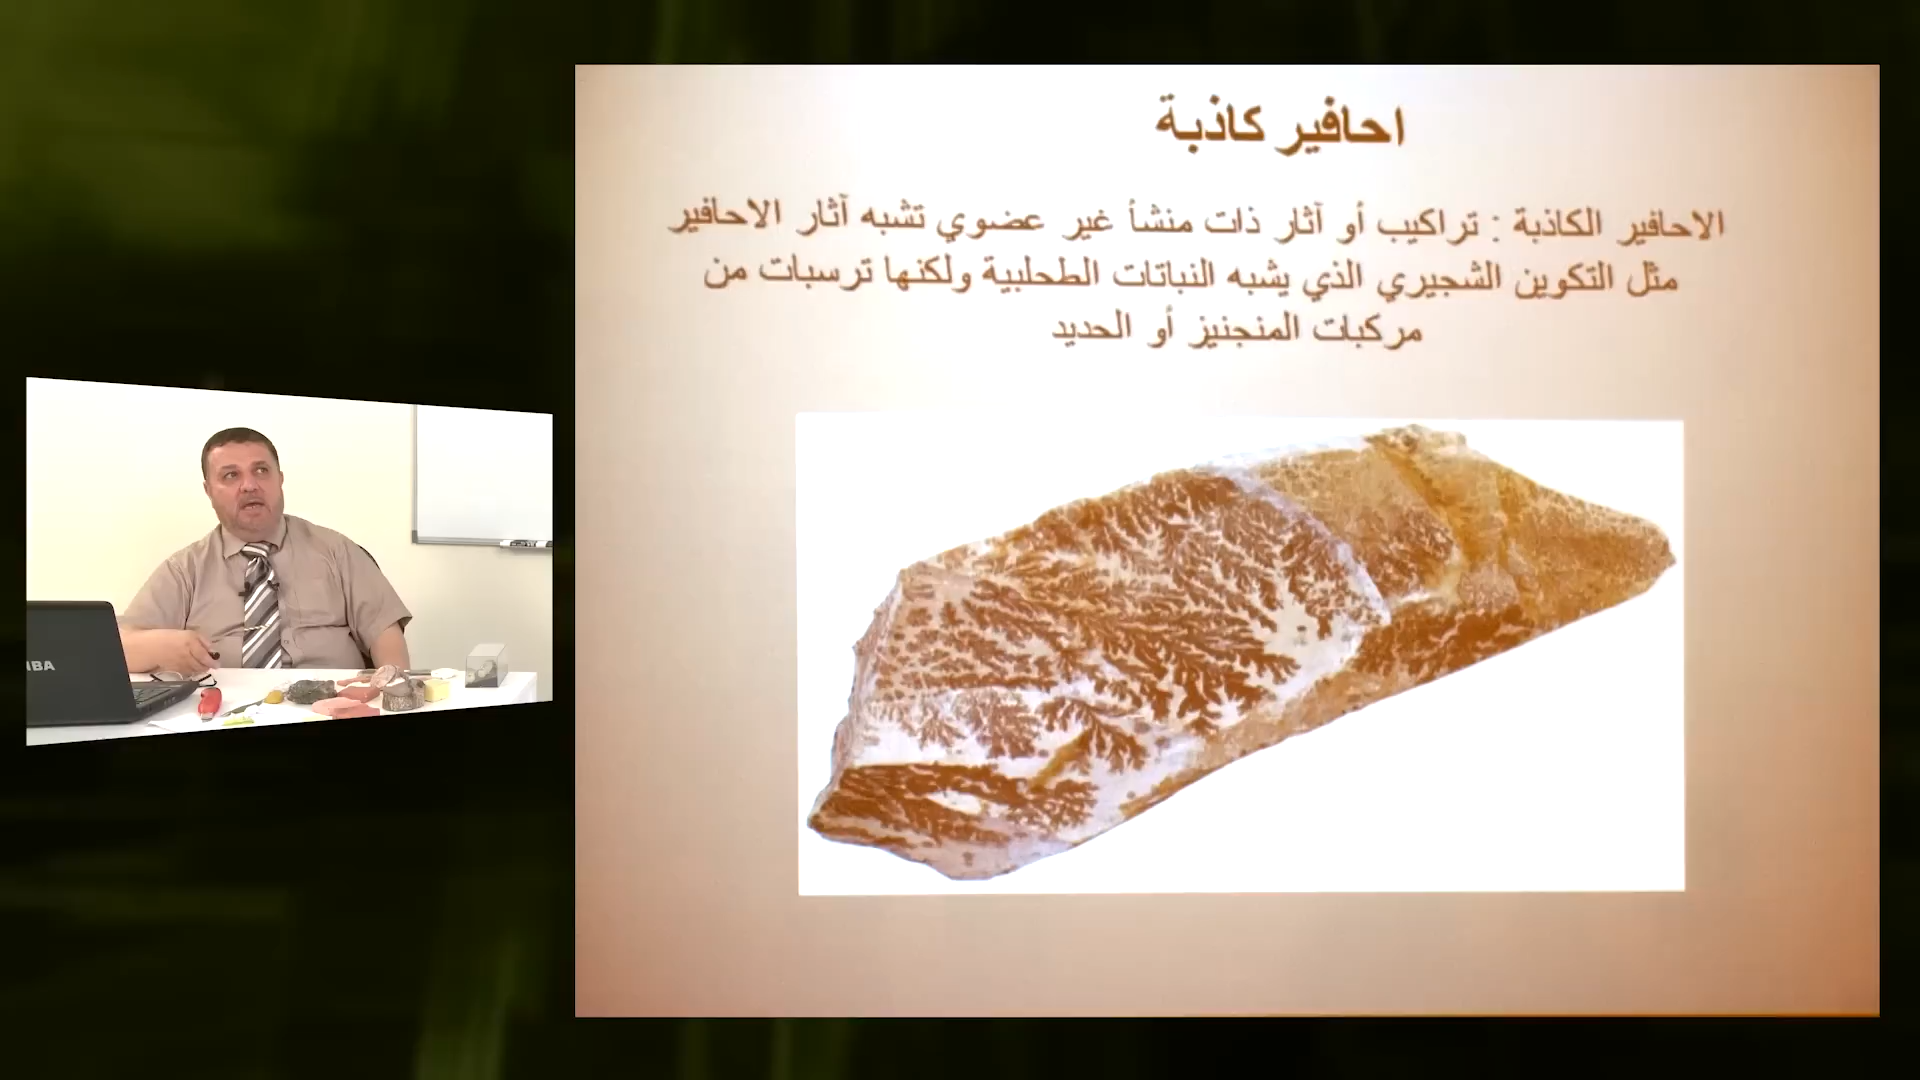 احافير كاذبة
الاحافير الكاذبة : تراكيب أو آثار ذات منشأ غير عضوي تشبه آثار الاحافير
مثل التكوين الشجيري الذي يشبه النباتات الطحلبية ولكنها ترسبات من
مركبات المنجنيز أو الحديد
IBA